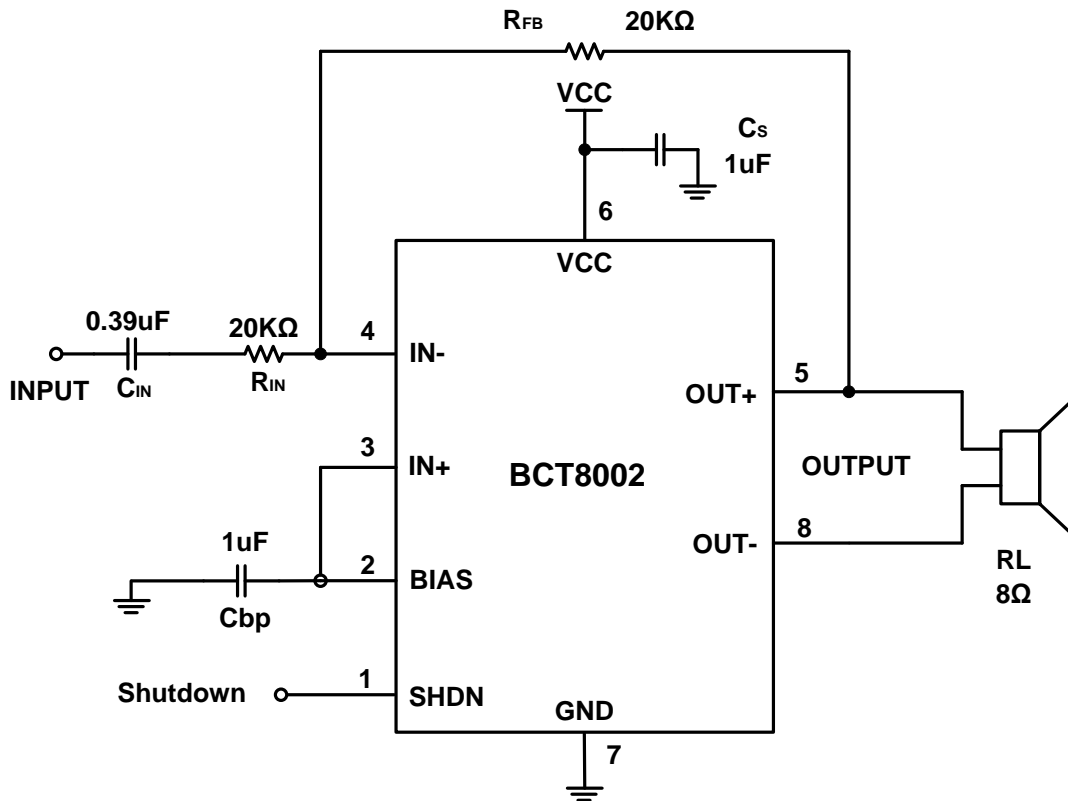 RFB 20KΩ
VCC
CS
1uF
6
VCC
0.39uF
20KΩ
4
IN-
INPUT
CIN
RIN
5
OUT+
3
IN+
BCT8002
OUTPUT
8
OUT-
1uF
2
BIAS
Cbp
RL
8Ω
Shutdown
1
SHDN
GND
7